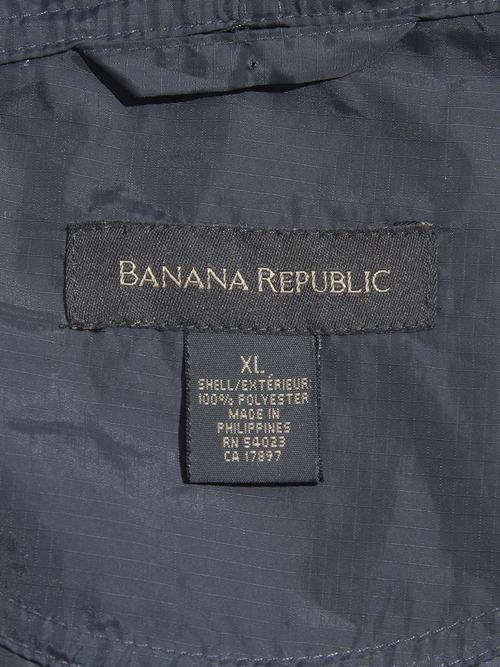 BANANA REPUBLIC
XL
SHELL/EXTÉRIEUR:
100% POLYESTER
MADE IN
PHILIPPINES
RN 54023
CA 17897